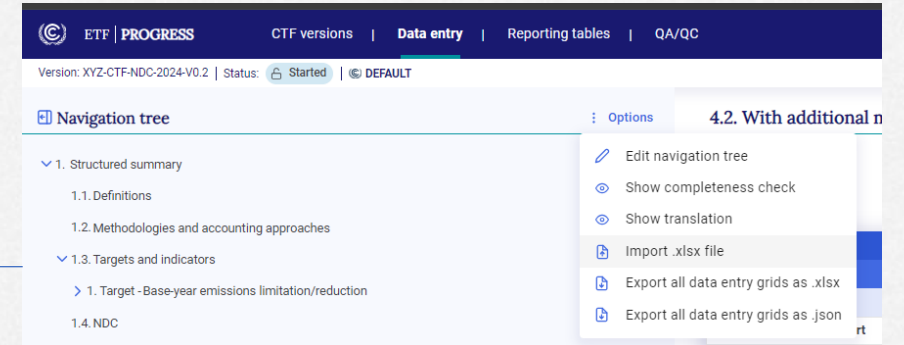 ETF | PROGRESS CTF versions | Data entry | Reporting tables | QA/QC
Version: XYZ-CTF-NDC-2024-V0.2 | Status: Started | DEFAULT
Navigation tree
Options
4.2. With additional
1. Structured summary
1.1. Definitions
1.2. Methodologies and accounting approaches
1.3. Targets and indicators
1. Target - Base-year emissions limitation/reduction
1.4. NDC
Edit navigation tree
Show completeness check
Show translation
Import .xlsx file
Export all data entry grids as .xlsx
Export all data entry grids as .json